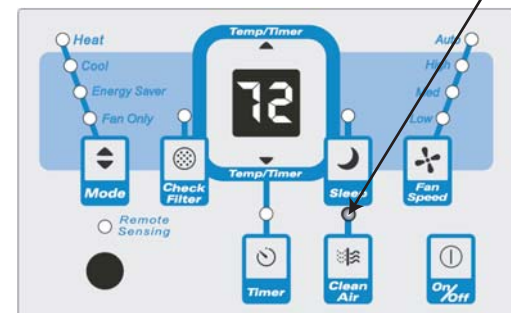 Heat
Temp/Timer
Auto
Cool
High
Energy Saver
Med
72
Fan Only
Low
Mode
Check
Filter
Temp/Timer
Sleep
Fan
Speed
Remote
Sensing
Timer
Clean
Air
On/Off